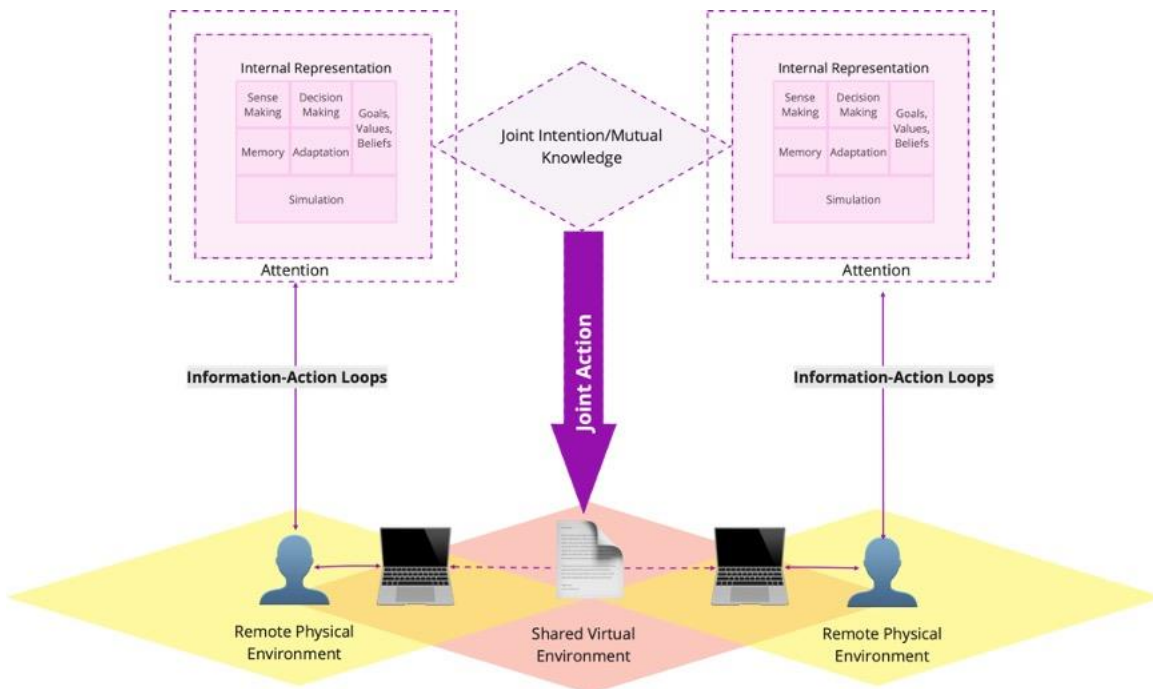 Internal Representation
Sense
Making
Decision
Making
Goals,
Values,
Beliefs
Memory
Adaptation
Simulation
Attention
Joint Intention/Mutual
Knowledge
Internal Representation
Sense
Making
Decision
Making
Goals,
Values,
Beliefs
Memory
Adaptation
Simulation
Attention
Information-Action Loops
Joint Action
Information-Action Loops
Remote Physical
Environment
Shared Virtual
Environment
Remote Physical
Environment